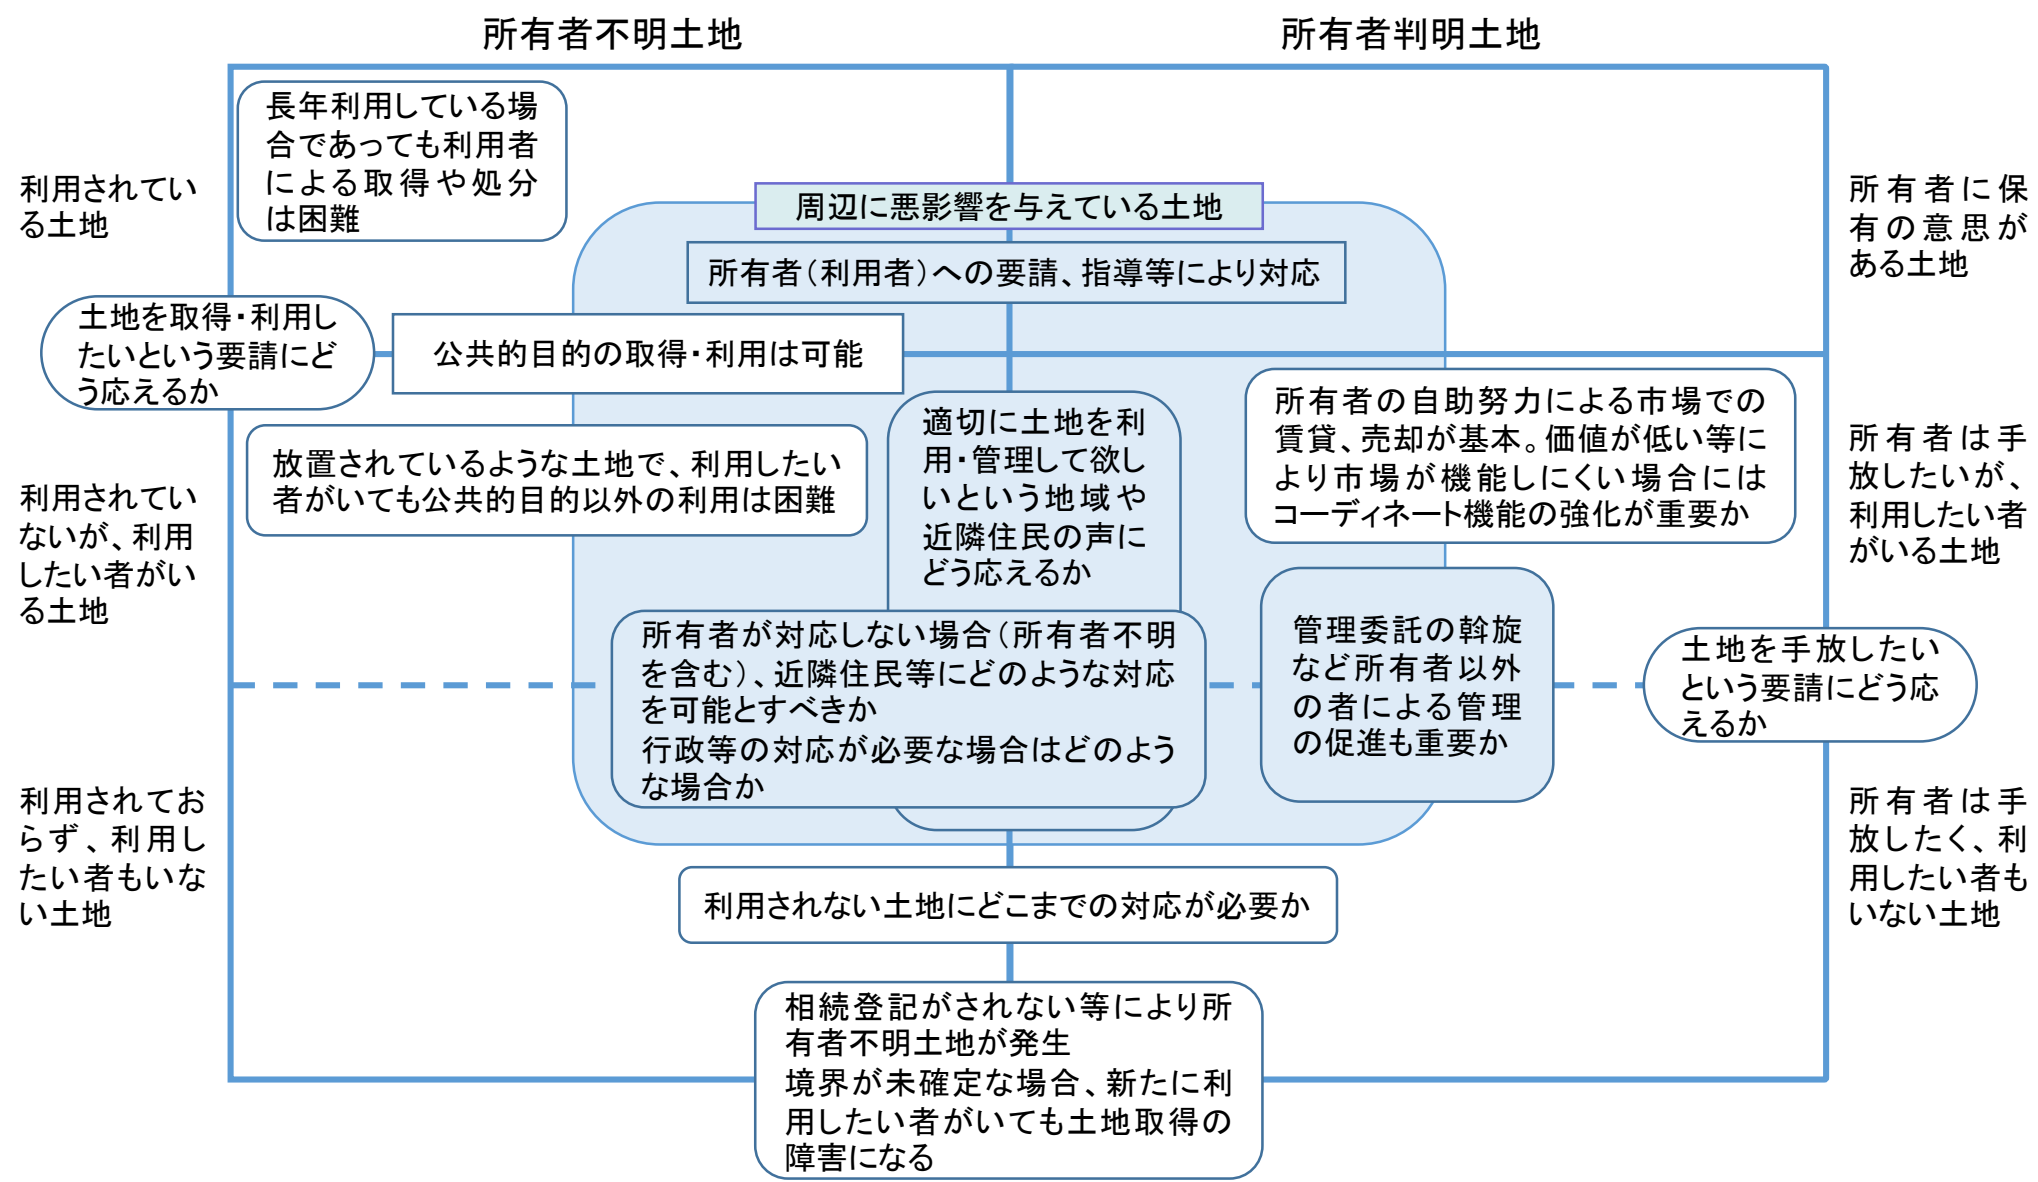 所有者不明土地
所有者判明土地
長年利用している場
合であっても利用者
による取得や処分
は困難
利用されてい
る土地
周辺に悪影響を与えている土地
所有者に保
有の意思が
ある土地
所有者（利用者）への要請、指導等により対応
土地を取得・利用し
たいという要請にど
う応えるか
公共的目的の取得・利用は可能
放置されているような土地で、利用したい
者がいても公共的目的以外の利用は困難
適切に土地を利
用・管理して欲し
いという地域や
近隣住民の声に
どう応えるか
所有者の自助努力による市場での
賃貸、売却が基本。価値が低い等に
より市場が機能しにくい場合には
コーディネート機能の強化が重要か
所有者は手
放したいが、
利用したい者
がいる土地
利用されてい
ないが、利用
したい者がい
る土地
所有者が対応しない場合（所有者不明
を含む）、近隣住民等にどのような対応
を可能とすべきか
行政等の対応が必要な場合はどのよう
な場合か
管理委託の斡旋
など所有者以外
の者による管理
の促進も重要か
土地を手放したい
という要請にどう応
えるか
利用されてお
らず、利用し
たい者もいな
い土地
所有者は手
放したく、利
用したい者も
いない土地
利用されない土地にどこまでの対応が必要か
相続登記がされない等により所
有者不明土地が発生
境界が未確定な場合、新たに利
用したい者がいても土地取得の
障害になる